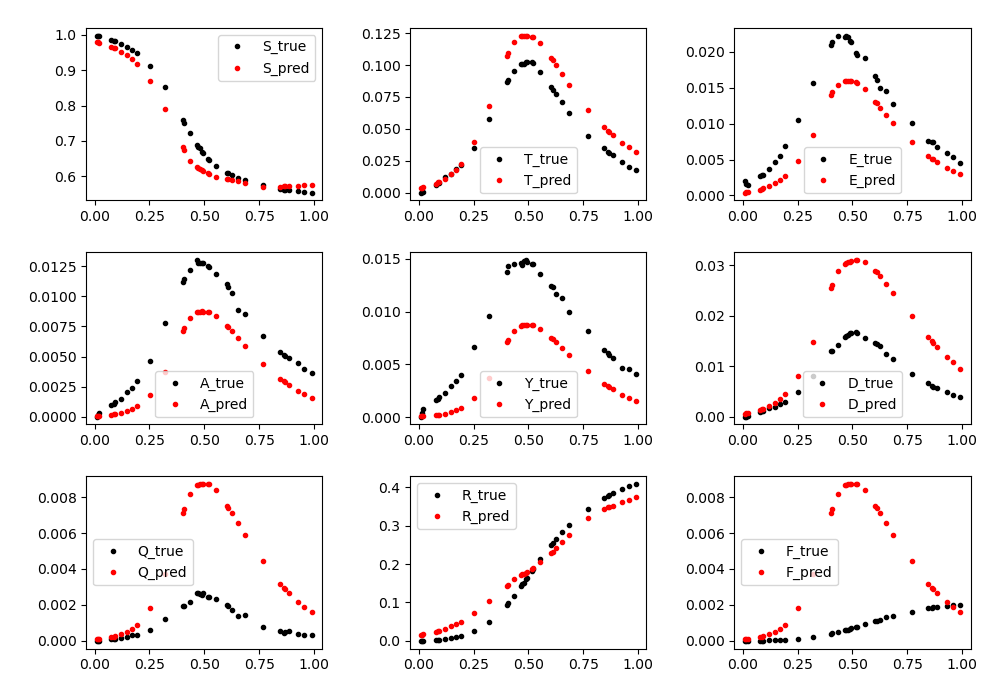 1.0
0.9
0.8
0.7
0.6
S_true
S_pred
0.00 0.25 0.50 0.75 1.00
0.125
0.100
0.075
0.050
0.025
0.000
T_true
T_pred
0.00 0.25 0.50 0.75 1.00
0.020
0.015
0.010
0.005
0.000
E_true
E_pred
0.00 0.25 0.50 0.75 1.00
0.0125
0.0100
0.0075
0.0050
0.0025
0.0000
A_true
A_pred
0.00 0.25 0.50 0.75 1.00
0.015
0.010
0.005
0.000
Y_true
Y_pred
0.00 0.25 0.50 0.75 1.00
0.03
0.02
0.01
0.00
D_true
D_pred
0.00 0.25 0.50 0.75 1.00
0.008
0.006
0.004
0.002
0.000
Q_true
Q_pred
0.00 0.25 0.50 0.75 1.00
0.4
0.3
0.2
0.1
0.0
R_true
R_pred
0.00 0.25 0.50 0.75 1.00
0.008
0.006
0.004
0.002
0.000
F_true
F_pred
0.00 0.25 0.50 0.75 1.00